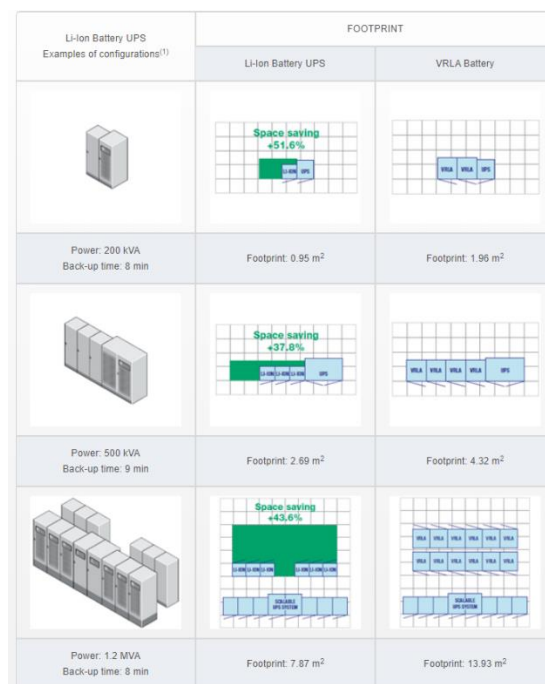 Li-Ion Battery UPS
Examples of configurations(1)
FOOTPRINT
Li-Ion Battery UPS
VRLA Battery
Space saving
+51.6%
LI-ION UPS
VRLA VRLA UPS
Power: 200 kVA
Back-up time: 8 min
Footprint: 0.95 m²
Footprint: 1.96 m²
Space saving
+37.8%
LI-ION LI-ION LI-ION UPS
VRLA VRLA VRLA VRLA UPS
Power: 500 kVA
Back-up time: 9 min
Footprint: 2.69 m²
Footprint: 4.32 m²
Space saving
+43.6%
LI-ION LI-ION LI-ION LI-ION LI-ION LI-ION
SCALABLE
UPS SYSTEM
VRLA VRLA VRLA VRLA VRLA VRLA
VRLA VRLA VRLA VRLA VRLA VRLA
SCALABLE
UPS SYSTEM
Power: 1.2 MVA
Back-up time: 8 min
Footprint: 7.87 m²
Footprint: 13.93 m²